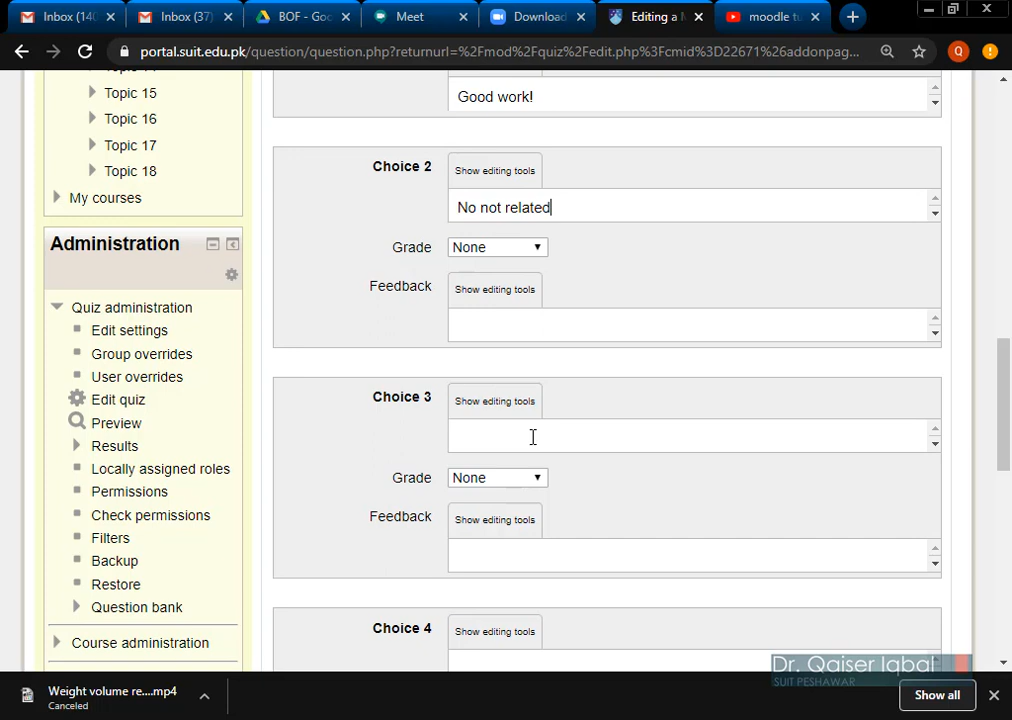 Inbox (140
Inbox (37)
BOF - Goo
Meet
Download
Editing a M
moodle tu
portal.suit.edu.pk/question/question.php?returnurl=%2Fmod%2Fquiz%2Fedit.php%3Fcmid%3D22671%26addonpag...
Q
Good work!
Topic 15
Topic 16
Topic 17
Topic 18
My courses
Administration
Quiz administration
Edit settings
Group overrides
User overrides
Edit quiz
Preview
Results
Locally assigned roles
Permissions
Check permissions
Filters
Backup
Restore
Question bank
Course administration
Choice 2
Show editing tools
No not related
Grade
None
Feedback
Show editing tools
Choice 3
Show editing tools
Grade
None
Feedback
Show editing tools
Choice 4
Show editing tools
Dr. Qaiser Iqbal
SUIT PESHAWAR
Weight volume re....mp4
Canceled
Show all